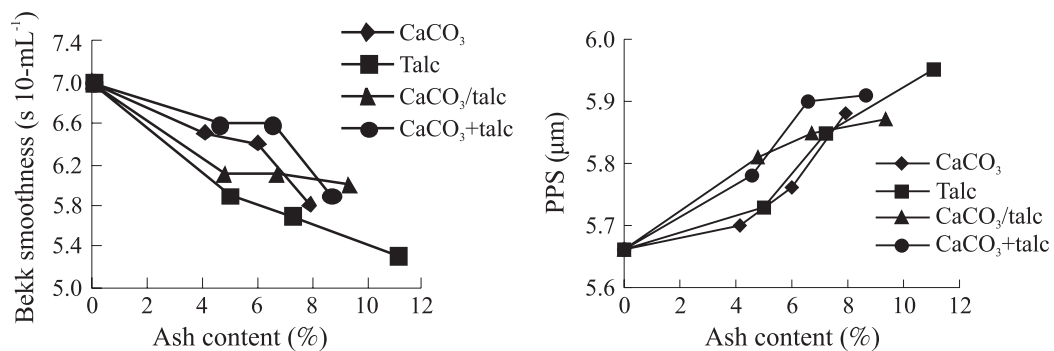 Bekk smoothness (s 10-mL⁻¹)
7.4
7.0
6.6
6.2
5.8
5.4
5.0
0
2
4
6
8
10
12
Ash content (%)
CaCO₃
Talc
CaCO₃/talc
CaCO₃+talc
PPS (µm)
6.0
5.9
5.8
5.7
5.6
0
2
4
6
8
10
12
Ash content (%)
CaCO₃
Talc
CaCO₃/talc
CaCO₃+talc